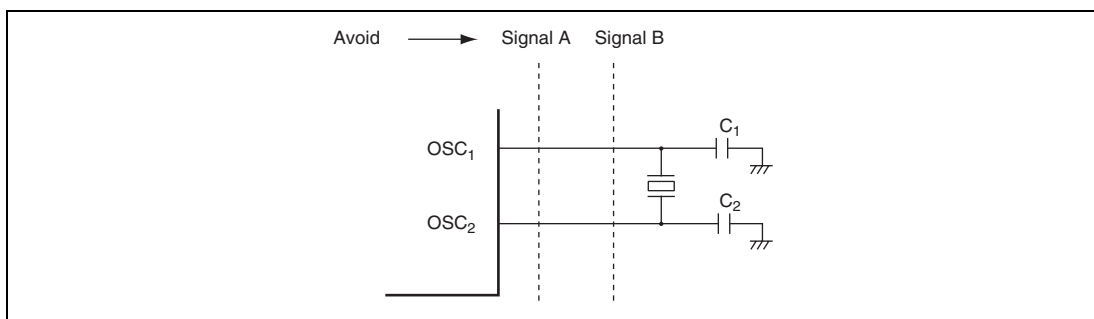 Avoid Signal A Signal B
C₁
OSC₁
C₂
OSC₂